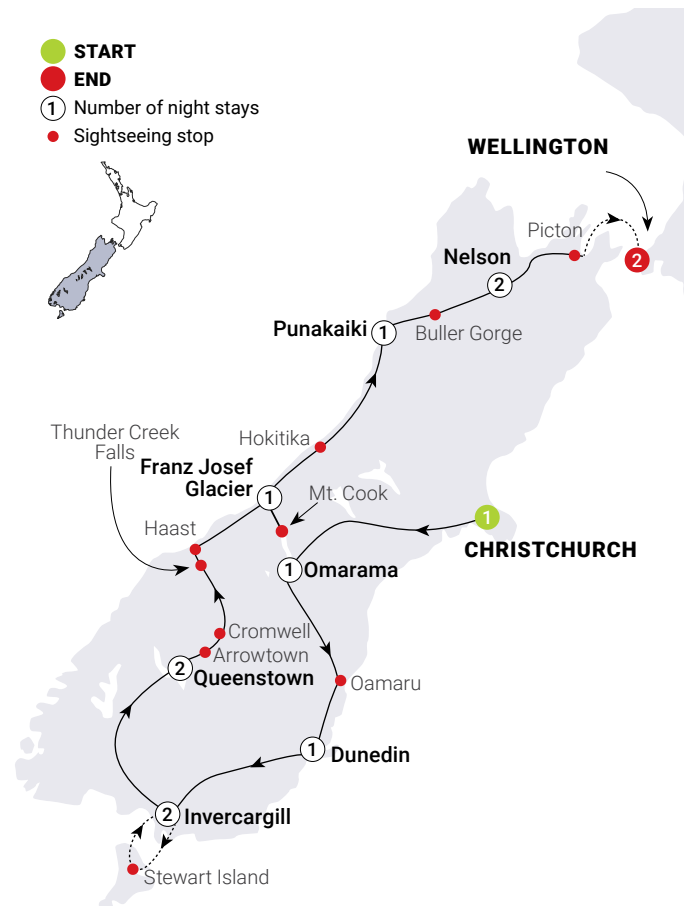 START
END
1 Number of night stays
Sightseeing stop
WELLINGTON
Picton
2
Nelson
2
Punakaiki
1
Buller Gorge
Thunder Creek
Falls
Hokitika
Franz Josef
Glacier
1
Mt. Cook
1
CHRISTCHURCH
Haast
1
Omarama
Cromwell
Arrowtown
2
Queenstown
Oamaru
1
Dunedin
2
Invercargill
Stewart Island